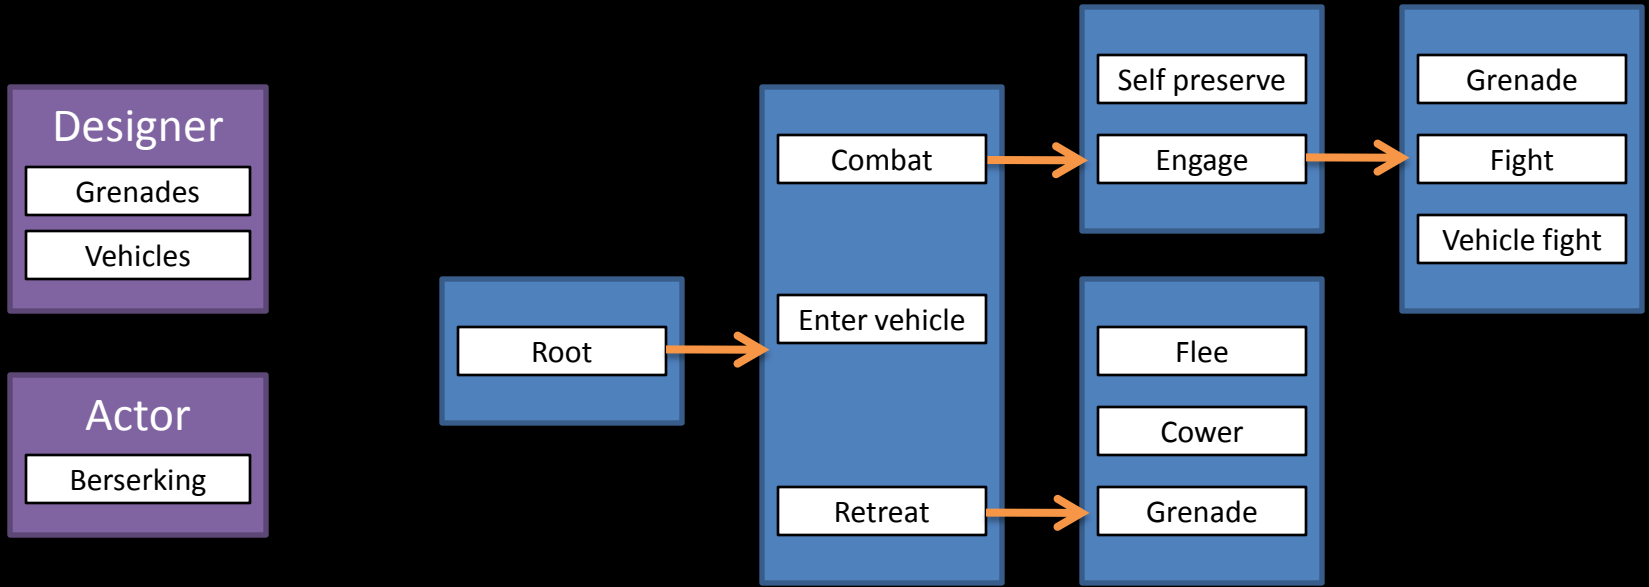 Designer
Grenades
Vehicles
Actor
Berserking
Root
Combat
Enter vehicle
Retreat
Self preserve
Engage
Flee
Cower
Grenade
Grenade
Fight
Vehicle fight